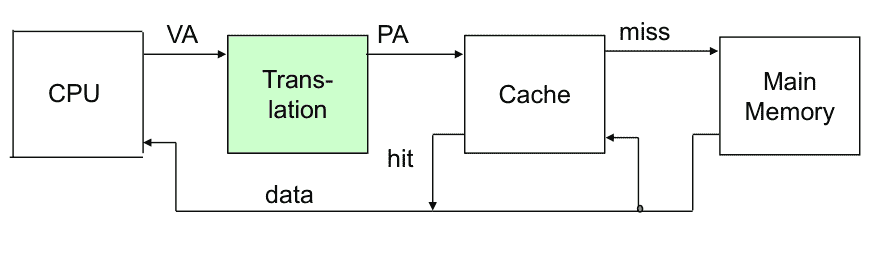 VA
PA
miss
CPU
Trans-
lation
Cache
Main
Memory
hit
data